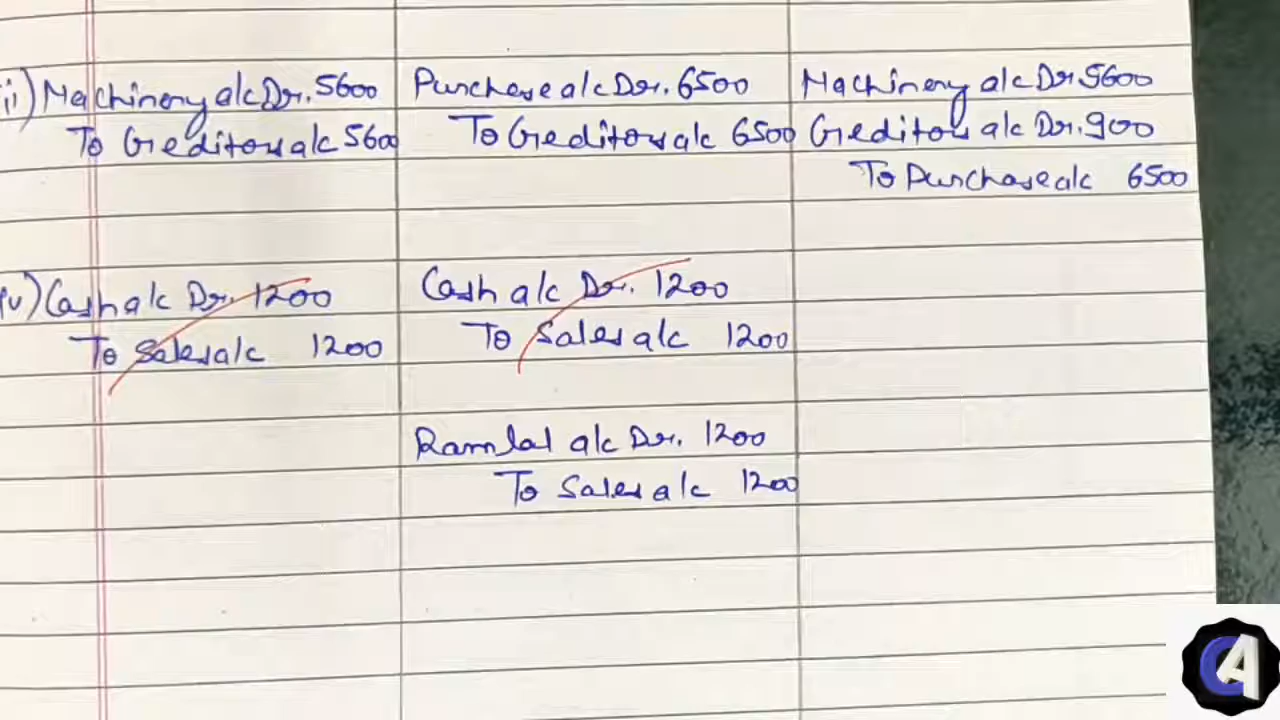 ii) Machinery a/c Dr. 5600
To Creditors a/c 5600
Purchase a/c Dr. 6500
To Creditors a/c 6500
Machinery a/c Dr. 5600
Creditors a/c Dr. 900
To Purchase a/c 6500
iv) Cash a/c Dr. 1200
To Sales a/c 1200
Cash a/c Dr. 1200
To Sales a/c 1200
Ramlal a/c Dr. 1200
To Sales a/c 1200
CA